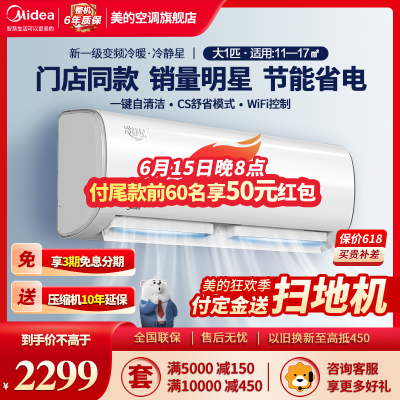 Midea
智慧生活可以更美的
整机
6年质保
美的空调旗舰店
新一级变频冷暖·冷静星
大1匹·适用:11—17㎡
门店同款 销量明星 节能省电
一键自清洁·CS舒省模式·WiFi控制
6月15日晚8点
付尾款前60名享50元红包
保价618
买贵补差
免 享3期免息分期
送 压缩机10年延保
美的狂欢季
付定金送
扫地机
到手价不高于
¥2299
全国联保 售后无忧 以旧换新至高抵450
套
满5000 减150
满10000 减450
咨询客服
享更多好礼